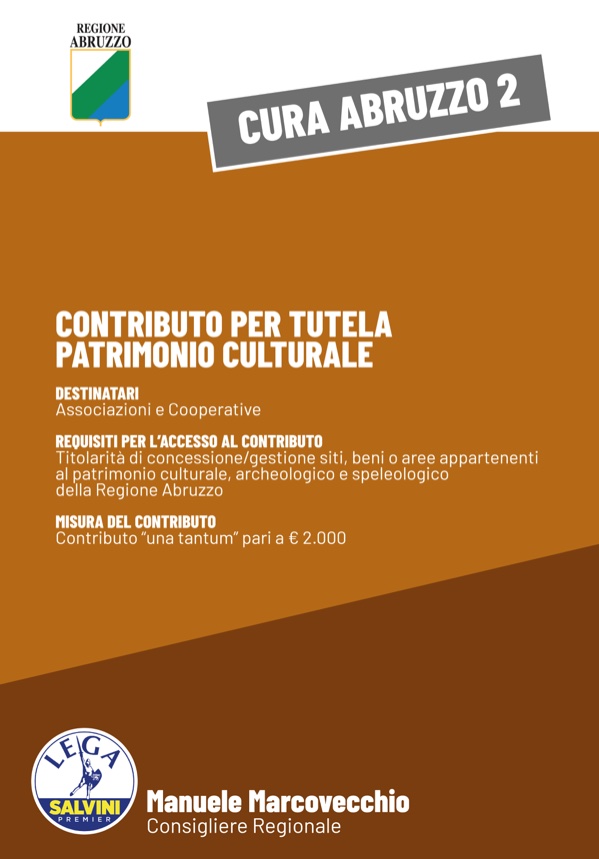 REGIONE
ABRUZZO
CURA ABRUZZO 2
CONTRIBUTO PER TUTELA
PATRIMONIO CULTURALE
DESTINATARI
Associazioni e Cooperative
REQUISITI PER L'ACCESSO AL CONTRIBUTO
Titolarità di concessione/gestione siti, beni o aree appartenenti
al patrimonio culturale, archeologico e speleologico
della Regione Abruzzo
MISURA DEL CONTRIBUTO
Contributo “una tantum” pari a € 2.000
LEGA
SALVINI
PREMIER
Manuele Marcovecchio
Consigliere Regionale